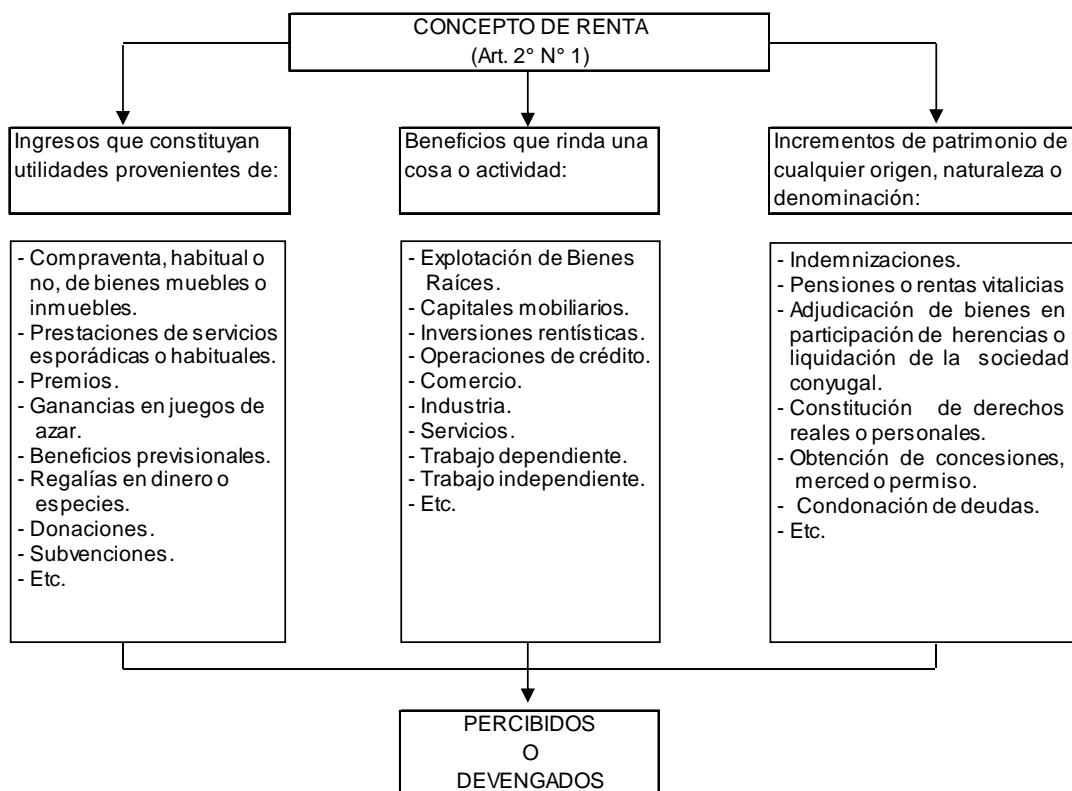 CONCEPTO DE RENTA
(Art. 2° N° 1)
Ingresos que constituyan
utilidades provenientes de:
Beneficios que rinda una
cosa o actividad:
Incrementos de patrimonio de
cualquier origen, naturaleza o
denominación:
- Compraventa, habitual o
no, de bienes muebles o
inmuebles.
- Prestaciones de servicios
esporádicas o habituales.
- Premios.
- Ganancias en juegos de
azar.
- Beneficios previsionales.
- Regalías en dinero o
especies.
- Donaciones.
- Subvenciones.
- Etc.
- Explotación de Bienes
Raíces.
- Capitales mobiliarios.
- Inversiones rentísticas.
- Operaciones de crédito.
- Comercio.
- Industria.
- Servicios.
- Trabajo dependiente.
- Trabajo independiente.
- Etc.
- Indemnizaciones.
- Pensiones o rentas vitalicias
- Adjudicación de bienes en
participación de herencias o
liquidación de la sociedad
conyugal.
- Constitución de derechos
reales o personales.
- Obtención de concesiones,
merced o permiso.
- Condonación de deudas.
- Etc.
PERCIBIDOS
O
DEVENGADOS